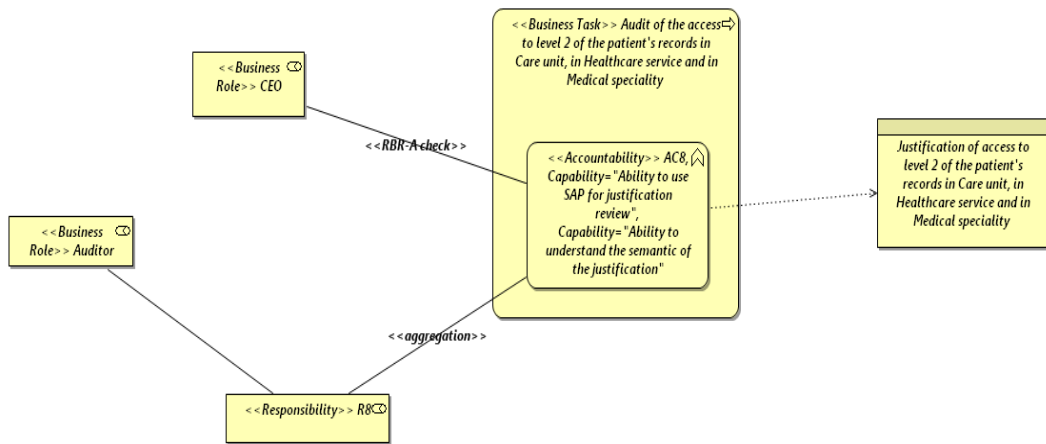 <<Business Task>> Audit of the access
to level 2 of the patient's records in
Care unit, in Healthcare service and in
Medical speciality
<<Business
Role>> CEO
<<RBR-A check>>
<<Accountability>> AC8,
Capability="Ability to use
SAP for justification
review",
Capability="Ability to
understand the semantic of
the justification"
Justification of access to
level 2 of the patient's
records in Care unit, in
Healthcare service and in
Medical speciality
<<Business
Role>> Auditor
<<aggregation>>
<<Responsibility>> R8